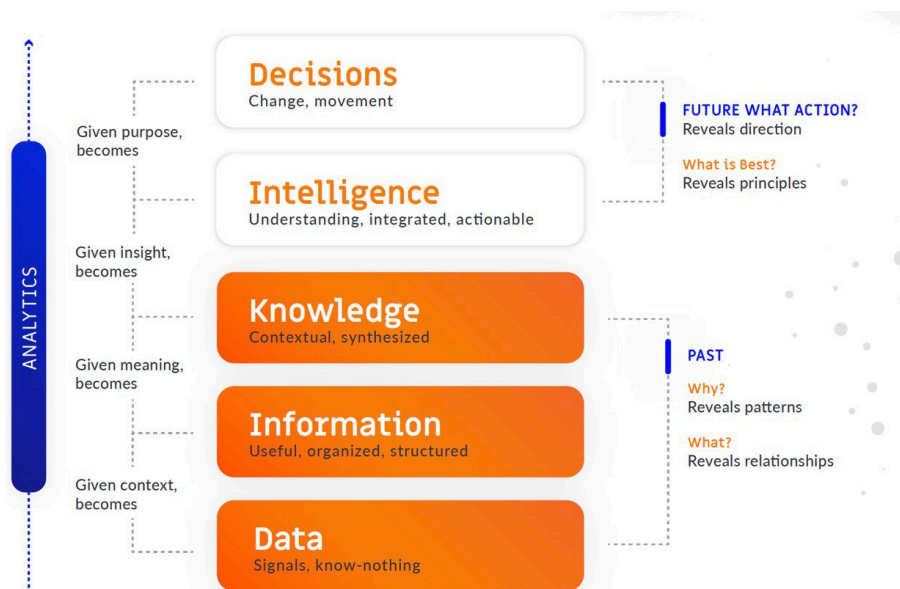 Decisions
Change, movement
Given purpose,
becomes
FUTURE WHAT ACTION?
Reveals direction
What is Best?
Reveals principles
Intelligence
Understanding, integrated, actionable
Given insight,
becomes
ANALYTICS
Knowledge
Contextual, synthesized
Given meaning,
becomes
PAST
Why?
Reveals patterns
What?
Reveals relationships
Information
Useful, organized, structured
Given context,
becomes
Data
Signals, know-nothing